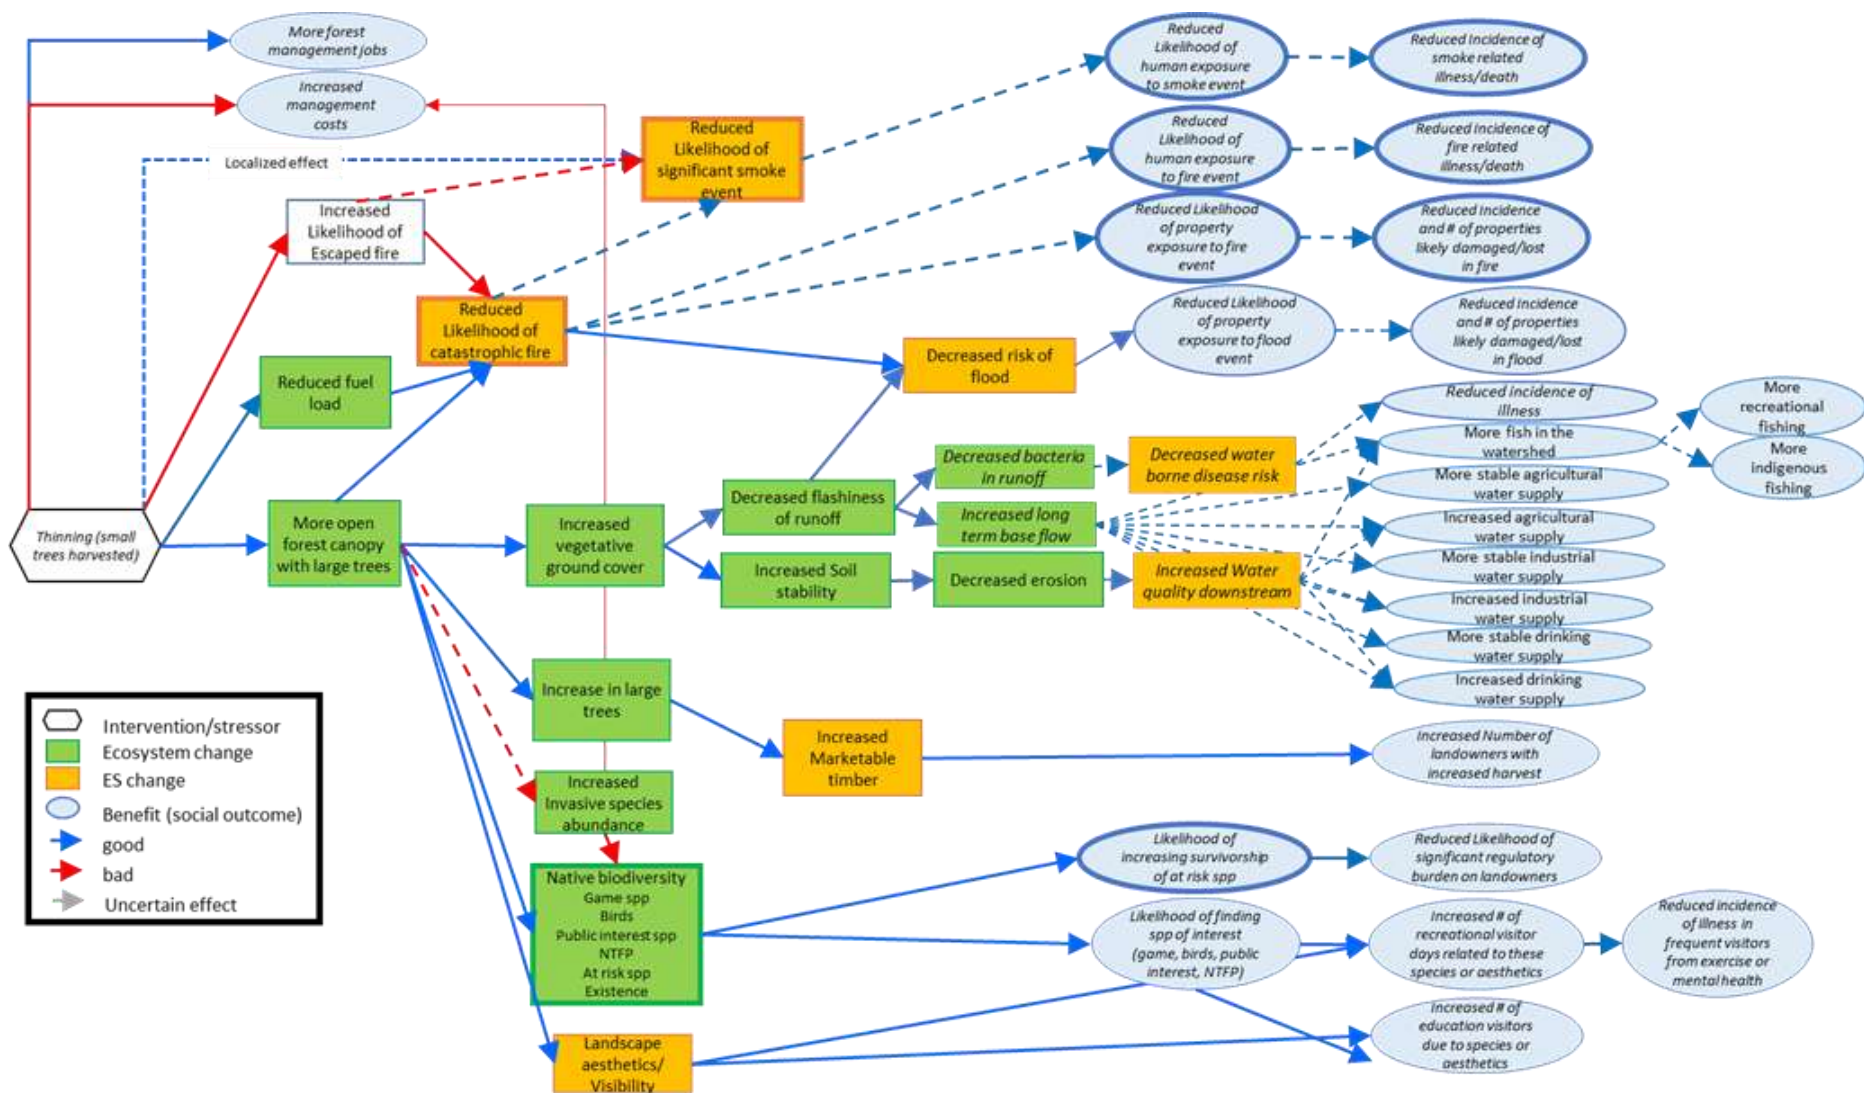 More forest
management jobs
Increased
management
costs
Localized effect
Increased
Likelihood of
Escaped fire
Reduced
Likelihood of
significant smoke
event
Reduced
Likelihood of
catastrophic fire
Reduced fuel
load
Thinning (small
trees harvested)
More open
forest canopy
with large trees
Increased
vegetative
ground cover
Increase in large
trees
Increased
Invasive species
abundance
Native biodiversity
Game spp
Birds
Public interest spp
NTFP
At risk spp
Existence
Landscape
aesthetics/
Visibility
Decreased flashiness
of runoff
Increased Soil
stability
Increased
Marketable
timber
Decreased risk of
flood
Decreased bacteria
in runoff
Increased long
term base flow
Decreased erosion
Decreased water
borne disease risk
Increased Water
quality downstream
Reduced
Likelihood of
human exposure
to smoke event
Reduced
Likelihood of
human exposure
to fire event
Reduced Likelihood
of property
exposure to fire
event
Reduced Likelihood
of property
exposure to flood
event
Reduced Incidence of
smoke related
illness/death
Reduced Incidence of
fire related
illness/death
Reduced Incidence
and # of properties
likely damaged/lost
in fire
Reduced Incidence
and # of properties
likely damaged/lost
in flood
Reduced incidence of
illness
More fish in the
watershed
More stable agricultural
water supply
Increased agricultural
water supply
More stable industrial
water supply
Increased industrial
water supply
More stable drinking
water supply
Increased drinking
water supply
More
recreational
fishing
More
indigenous
fishing
Increased Number of
landowners with
increased harvest
Likelihood of
increasing survivorship
of at risk spp
Reduced Likelihood of
significant regulatory
burden on landowners
Likelihood of finding
spp of interest
(game, birds, public
interest, NTFP)
Increased # of
recreational visitor
days related to these
species or aesthetics
Reduced incidence
of illness in
frequent visitors
from exercise or
mental health
Increased # of
education visitors
due to species or
aesthetics
Intervention/stressor
Ecosystem change
ES change
Benefit (social outcome)
good
bad
Uncertain effect